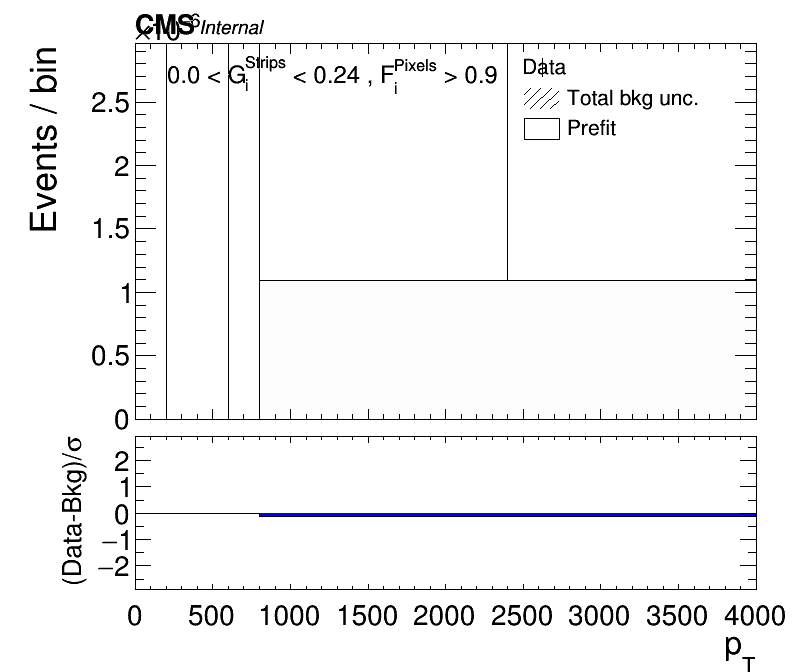 CMS Internal
×10⁻⁶
Events / bin
2.5
2
1.5
1
0.5
0
0.0 < G_i^Strips < 0.24 , F_i^Pixels > 0.9
Data
Total bkg unc.
Prefit
(Data-Bkg)/σ
2
1
0
−1
−2
0 500 1000 1500 2000 2500 3000 3500 4000
p_T